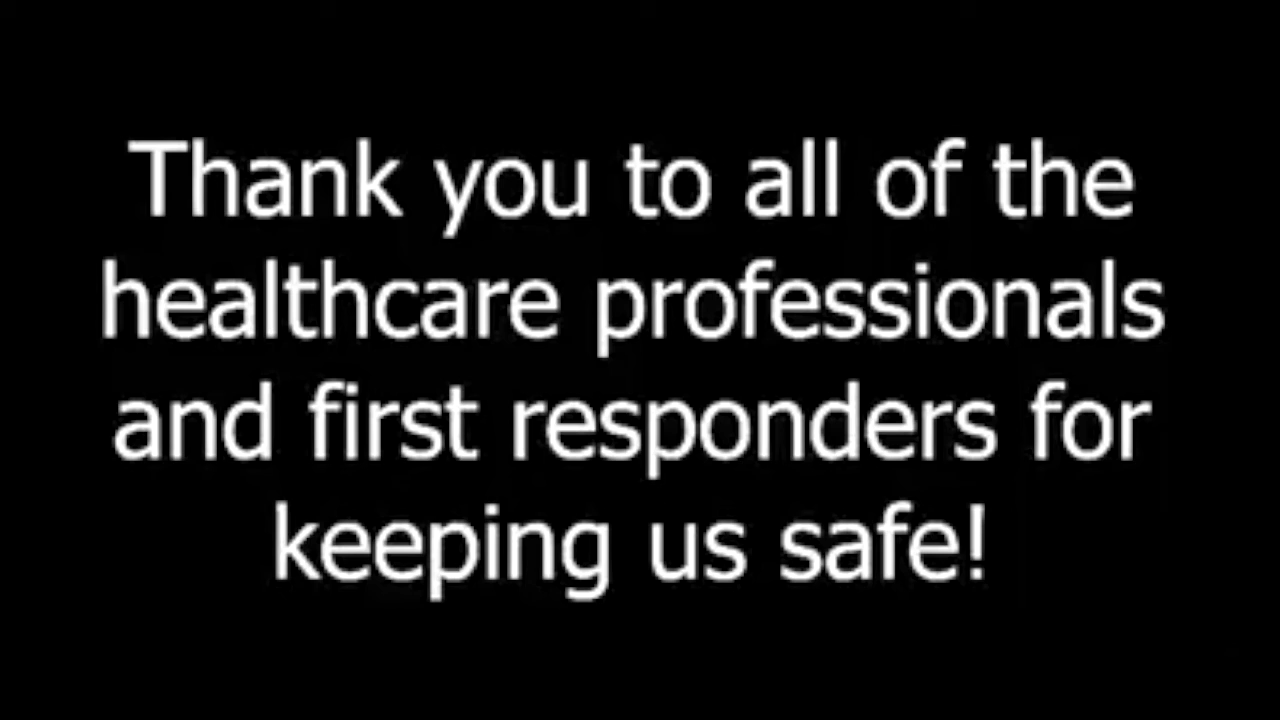 Thank you to all of the
healthcare professionals
and first responders for
keeping us safe!